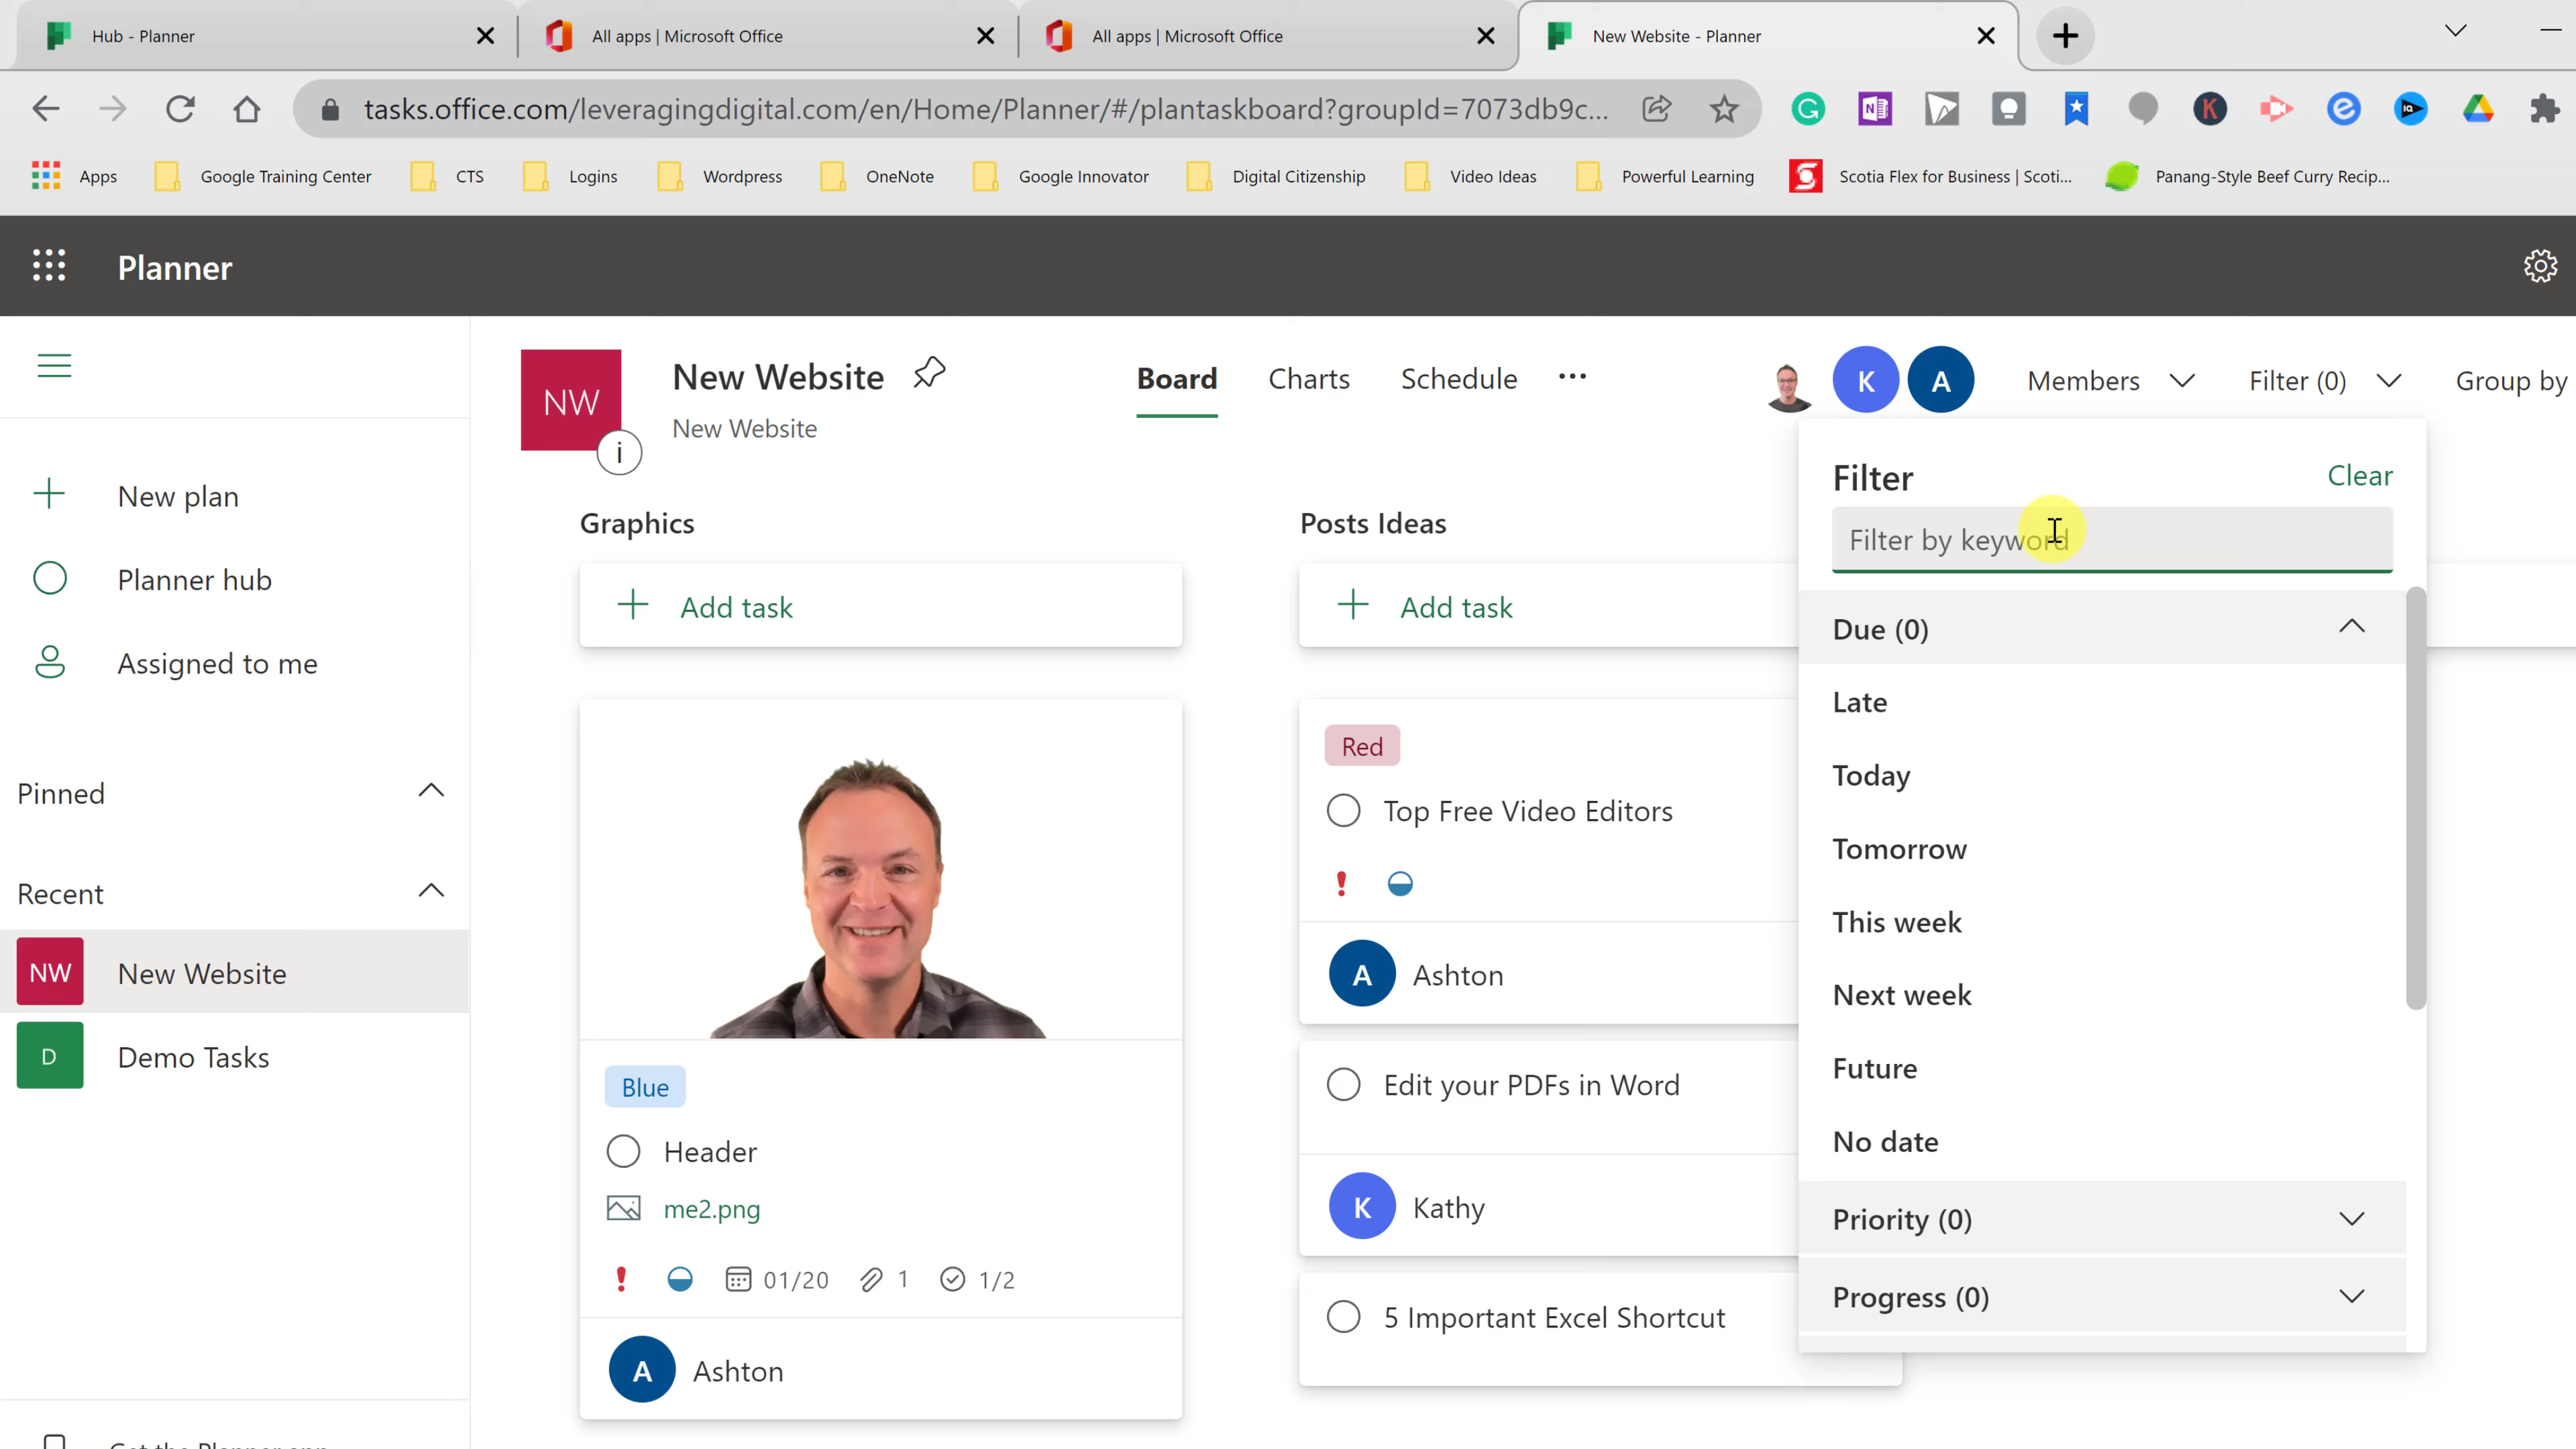 Hub - Planner
All apps | Microsoft Office
All apps | Microsoft Office
New Website - Planner
tasks.office.com/leveragingdigital.com/en/Home/Planner/#/plantaskboard?groupId=7073db9c...
Apps
Google Training Center
CTS
Logins
Wordpress
OneNote
Google Innovator
Digital Citizenship
Video Ideas
Powerful Learning
Scotia Flex for Business | Scoti...
Panang-Style Beef Curry Recip...
Planner
New plan
Planner hub
Assigned to me
Pinned
Recent
NW
New Website
D
Demo Tasks
Get the Planner app
NW
i
New Website
New Website
Board
Charts
Schedule
K
A
Members
Filter (0)
Group by
Graphics
Add task
Blue
Header
me2.png
01/20
1
1/2
A
Ashton
Posts Ideas
Add task
Red
Top Free Video Editors
A
Ashton
Edit your PDFs in Word
K
Kathy
5 Important Excel Shortcut
Filter
Clear
Filter by keyword
Due (0)
Late
Today
Tomorrow
This week
Next week
Future
No date
Priority (0)
Progress (0)